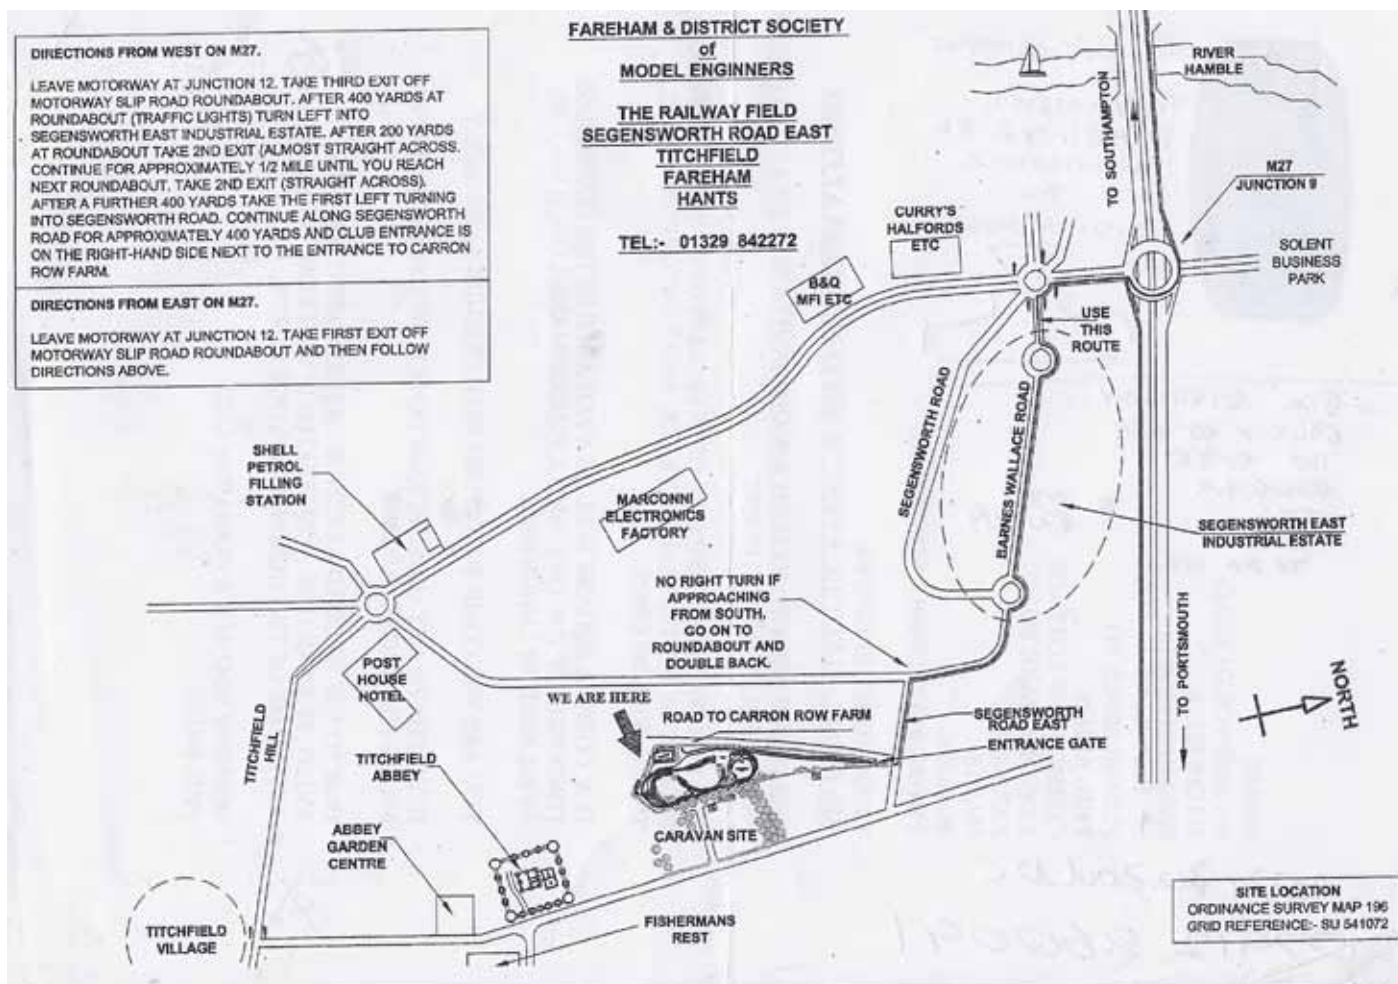 DIRECTIONS FROM WEST ON M27.
LEAVE MOTORWAY AT JUNCTION 12. TAKE THIRD EXIT OFF
MOTORWAY SLIP ROAD ROUNDABOUT. AFTER 400 YARDS AT
ROUNDABOUT (TRAFFIC LIGHTS) TURN LEFT INTO
SEGENSWORTH EAST INDUSTRIAL ESTATE. AFTER 200 YARDS
AT ROUNDABOUT TAKE 2ND EXIT (ALMOST STRAIGHT ACROSS.
CONTINUE FOR APPROXIMATELY 1/2 MILE UNTIL YOU REACH
NEXT ROUNDABOUT, TAKE 2ND EXIT (STRAIGHT ACROSS).
AFTER A FURTHER 400 YARDS TAKE THE FIRST LEFT TURNING
INTO SEGENSWORTH ROAD. CONTINUE ALONG SEGENSWORTH
ROAD FOR APPROXIMATELY 400 YARDS AND CLUB ENTRANCE IS
ON THE RIGHT-HAND SIDE NEXT TO THE ENTRANCE TO CARRON
ROW FARM.
DIRECTIONS FROM EAST ON M27.
LEAVE MOTORWAY AT JUNCTION 12. TAKE FIRST EXIT OFF
MOTORWAY SLIP ROAD ROUNDABOUT AND THEN FOLLOW
DIRECTIONS ABOVE.
FAREHAM & DISTRICT SOCIETY
of
MODEL ENGINNERS
THE RAILWAY FIELD
SEGENSWORTH ROAD EAST
TITCHFIELD
FAREHAM
HANTS
TEL:- 01329 842272
RIVER
HAMBLE
TO SOUTHAMPTON
M27
JUNCTION 9
CURRY'S
HALFORDS
ETC
SOLENT
BUSINESS
PARK
B&Q
MFI ETC
USE
THIS
ROUTE
SEGENSWORTH ROAD
BARNES WALLACE ROAD
SHELL
PETROL
FILLING
STATION
MARCONNI
ELECTRONICS
FACTORY
SEGENSWORTH EAST
INDUSTRIAL ESTATE
NO RIGHT TURN IF
APPROACHING
FROM SOUTH.
GO ON TO
ROUNDABOUT AND
DOUBLE BACK.
POST
HOUSE
HOTEL
WE ARE HERE
ROAD TO CARRON ROW FARM
SEGENSWORTH
ROAD EAST
ENTRANCE GATE
TO PORTSMOUTH
NORTH
TITCHFIELD
HILL
TITCHFIELD
ABBEY
CARAVAN SITE
ABBEY
GARDEN
CENTRE
TITCHFIELD
VILLAGE
FISHERMANS
REST
SITE LOCATION
ORDINANCE SURVEY MAP 196
GRID REFERENCE:- SU 541072